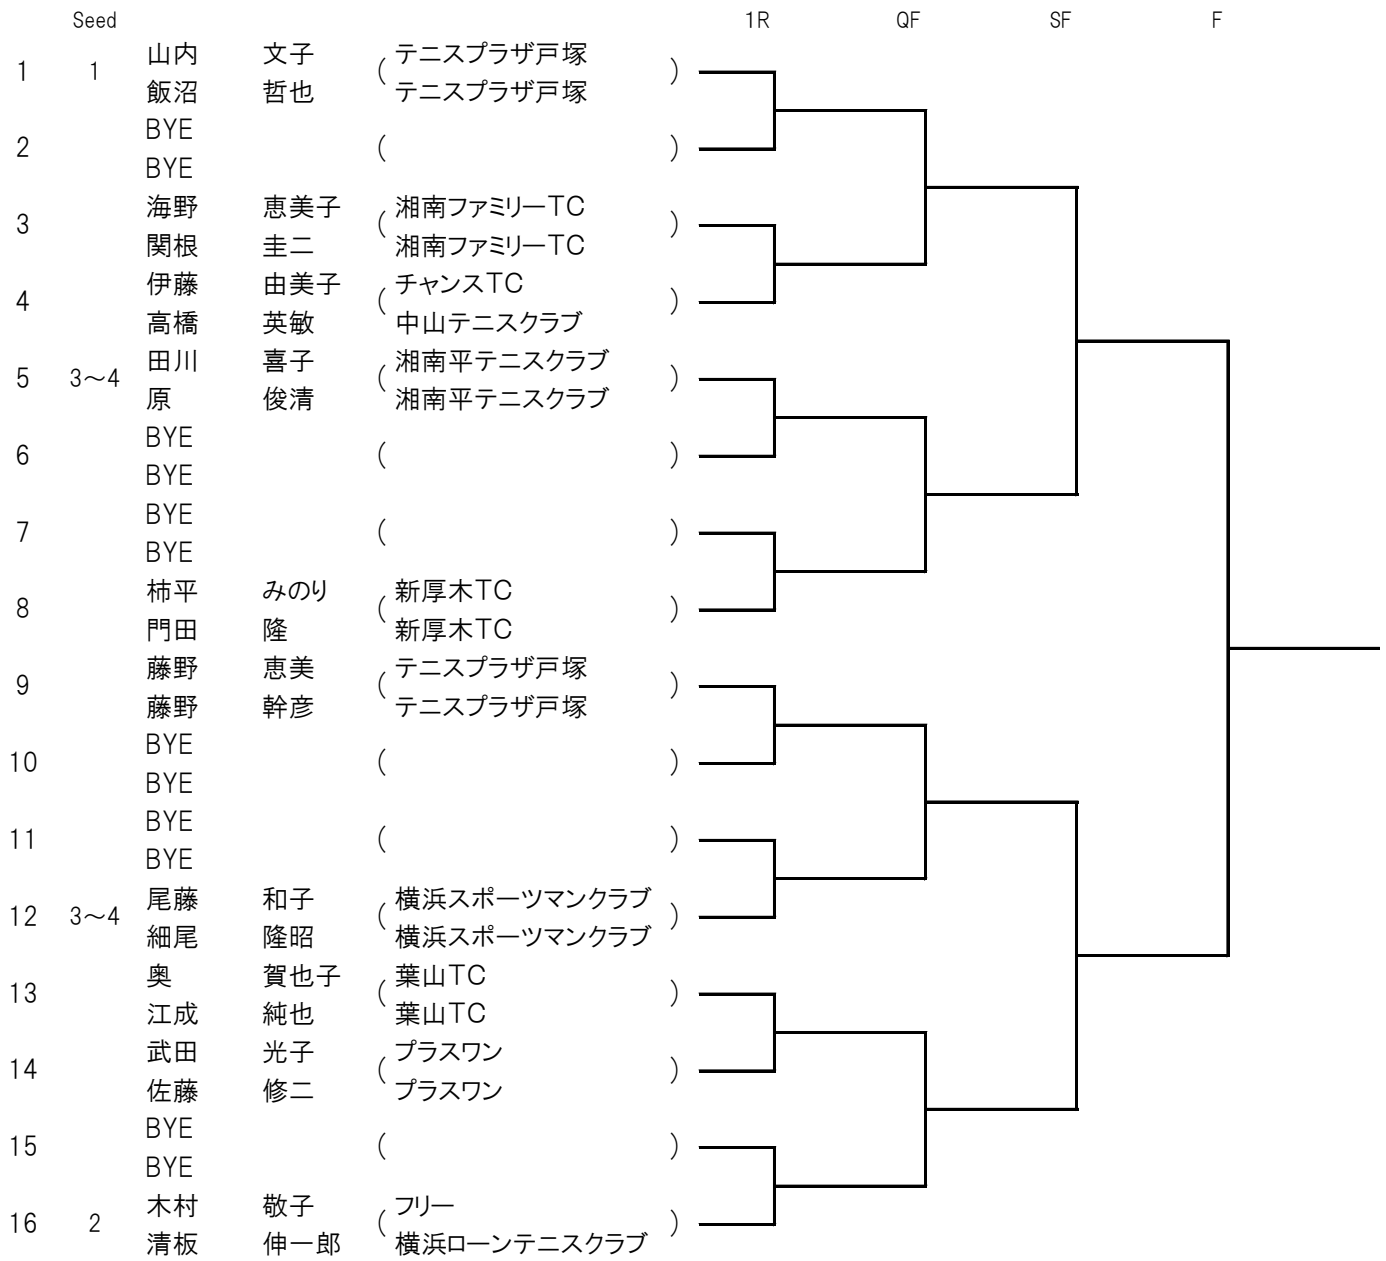 Seed 1R QF SF F
山内 文子 テニスプラザ戸塚
1 1 ( )
飯沼 哲也 テニスプラザ戸塚
BYE
2 ( )
BYE
海野 恵美子 湘南ファミリーTC
3 ( )
関根 圭二 湘南ファミリーTC
伊藤 由美子 チャンスTC
4 ( )
高橋 英敏 中山テニスクラブ
田川 喜子 湘南平テニスクラブ
5 3～4 ( )
原 俊清 湘南平テニスクラブ
BYE
6 ( )
BYE
BYE
7 ( )
BYE
柿平 みのり 新厚木TC
8 ( )
門田 隆 新厚木TC
藤野 恵美 テニスプラザ戸塚
9 ( )
藤野 幹彦 テニスプラザ戸塚
BYE
10 ( )
BYE
BYE
11 ( )
BYE
尾藤 和子 横浜スポーツマンクラブ
12 3～4 ( )
細尾 隆昭 横浜スポーツマンクラブ
奥 賀也子 葉山TC
13 ( )
江成 純也 葉山TC
武田 光子 プラスワン
14 ( )
佐藤 修二 プラスワン
BYE
15 ( )
BYE
木村 敬子 フリー
16 2 ( )
清板 伸一郎 横浜ローンテニスクラブ